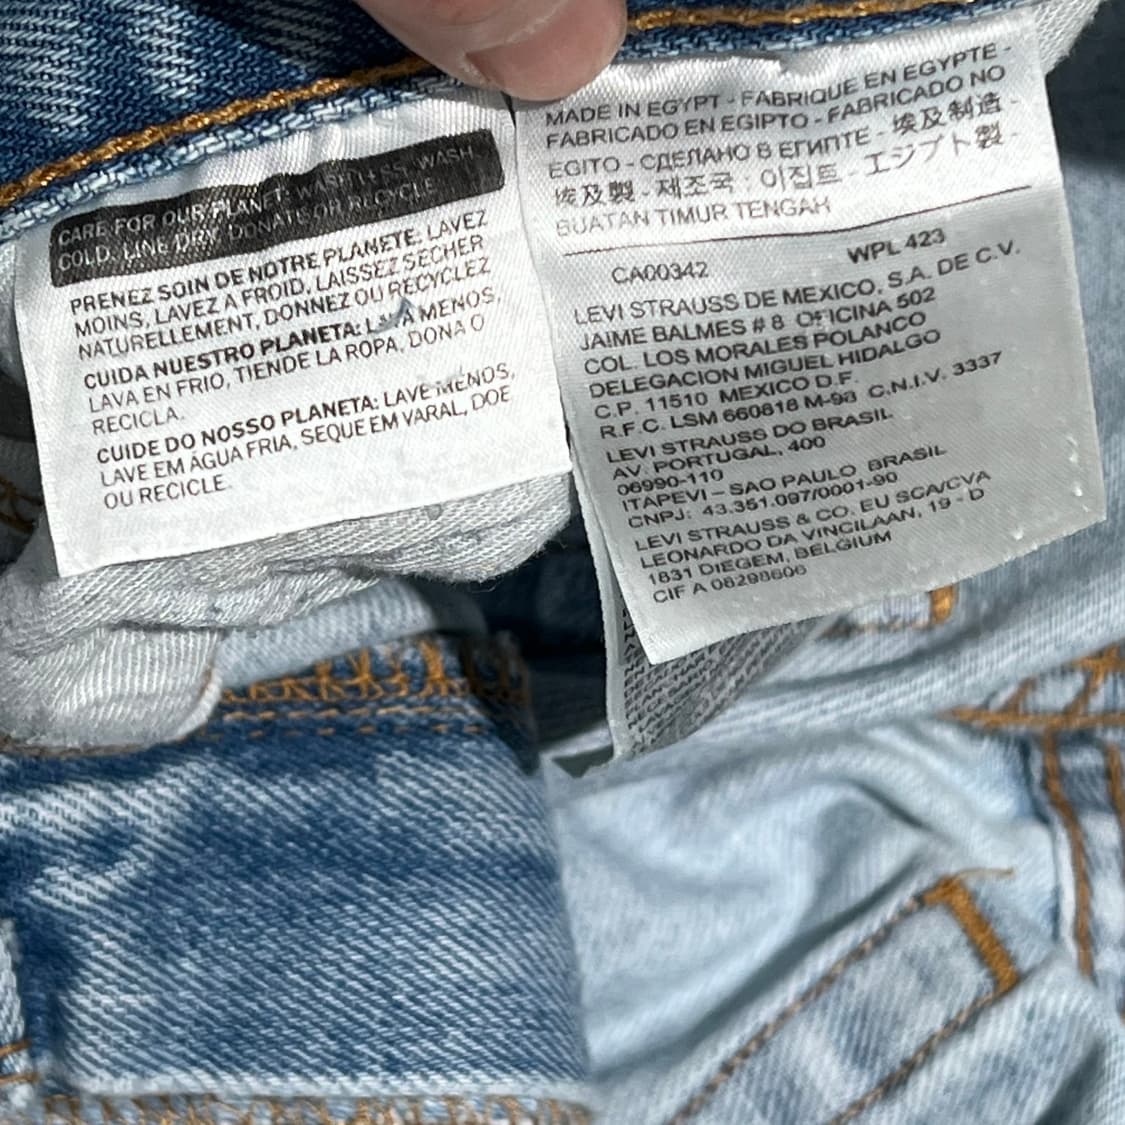 CARE FOR OUR PLANET: WASH LESS, WASH
COLD, LINE DRY, DONATE OR RECYCLE.
PRENEZ SOIN DE NOTRE PLANETE: LAVEZ
MOINS, LAVEZ A FROID, LAISSEZ SECHER
NATURELLEMENT, DONNEZ OU RECYCLEZ
CUIDA NUESTRO PLANETA: LAVA MENOS,
LAVA EN FRIO, TIENDE LA ROPA, DONA O
RECICLA.
CUIDE DO NOSSO PLANETA: LAVE MENOS,
LAVE EM ÁGUA FRIA, SEQUE EM VARAL, DOE
OU RECICLE.
MADE IN EGYPT - FABRIQUE EN EGYPTE -
FABRICADO EN EGIPTO - FABRICADO NO
EGITO - СДЕЛАНО В ЕГИПТЕ - 埃及制造 -
埃及製 - 제조국 : 이집트 - エジプト製 -
BUATAN TIMUR TENGAH
CA00342 WPL 423
LEVI STRAUSS DE MEXICO, S.A. DE C.V.
JAIME BALMES # 8 OFICINA 502
COL. LOS MORALES POLANCO
DELEGACION MIGUEL HIDALGO
C.P. 11510 MEXICO D.F.
R.F.C. LSM 660818 M-98 C.N.I.V. 3337
LEVI STRAUSS DO BRASIL
AV. PORTUGAL, 400
06990-110
ITAPEVI – SAO PAULO BRASIL
CNPJ: 43.351.097/0001-90
LEVI STRAUSS & CO. EU SCA/CVA
LEONARDO DA VINCILAAN, 19 - D
1831 DIEGEM, BELGIUM
CIF A 08298606